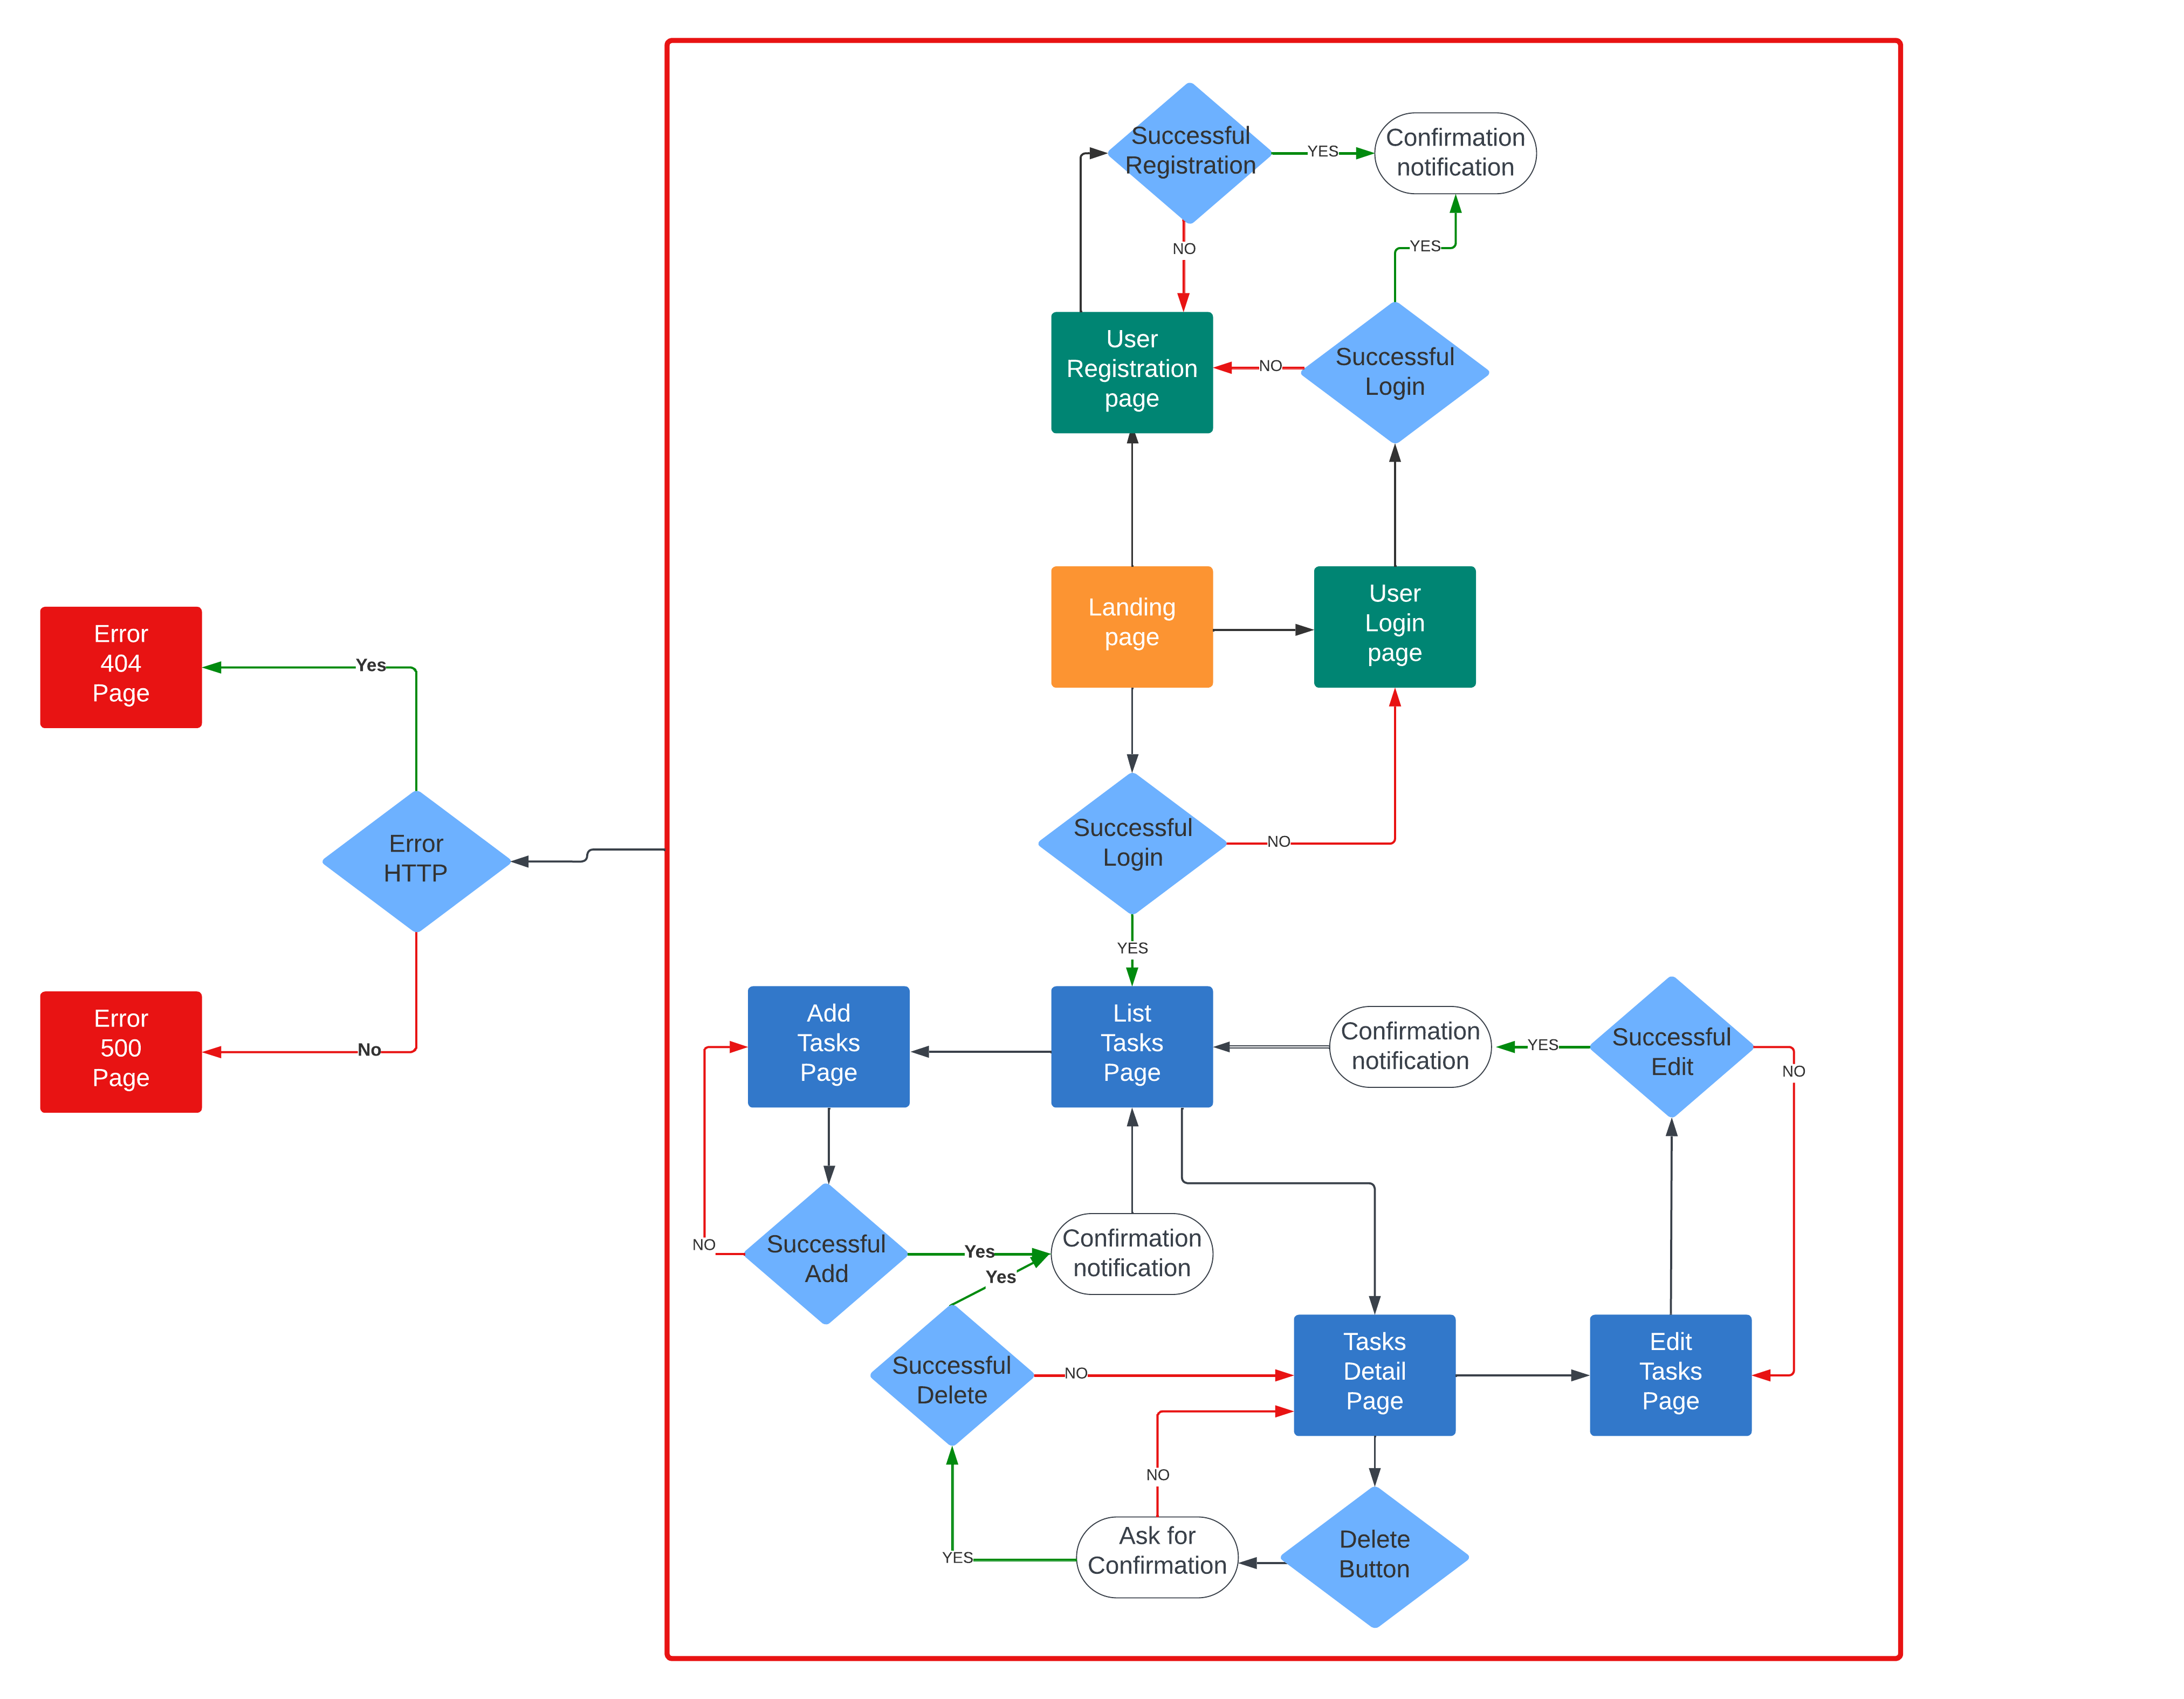 Successful
Registration
YES
Confirmation
notification
NO
YES
User
Registration
page
NO
Successful
Login
Landing
page
User
Login
page
Error
404
Page
Yes
Error
HTTP
Successful
Login
NO
YES
Error
500
Page
No
Add
Tasks
Page
List
Tasks
Page
Confirmation
notification
YES
Successful
Edit
NO
NO
Successful
Add
Yes
Yes
Confirmation
notification
Successful
Delete
NO
Tasks
Detail
Page
Edit
Tasks
Page
NO
YES
Ask for
Confirmation
Delete
Button